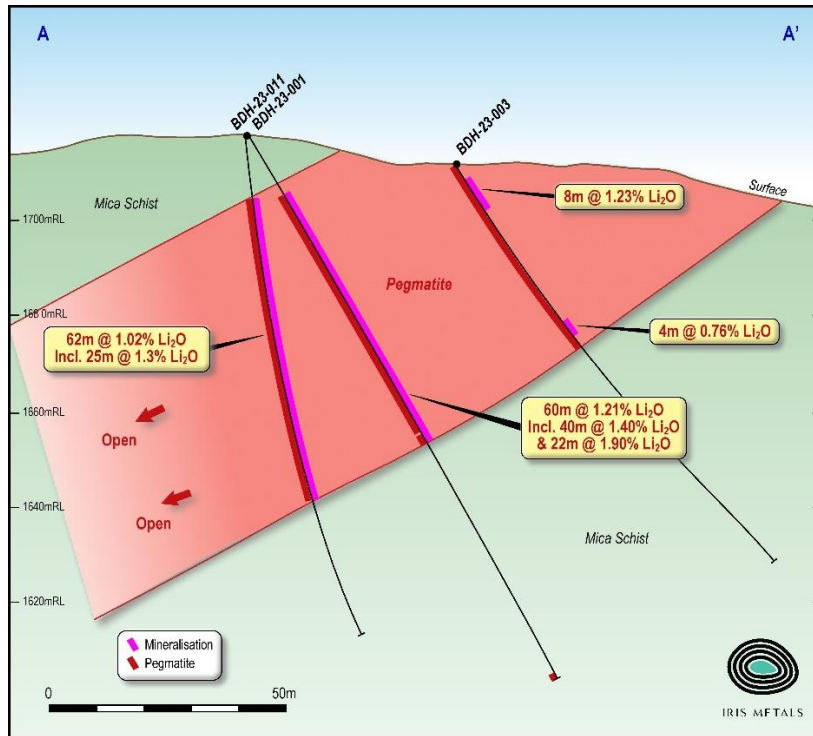 A
A'
BDH-23-011
BDH-23-001
BDH-23-003
Surface
Mica Schist
8m @ 1.23% Li₂O
1700mRL
Pegmatite
168 0mRL
62m @ 1.02% Li₂O
Incl. 25m @ 1.3% Li₂O
4m @ 0.76% Li₂O
1660mRL
60m @ 1.21% Li₂O
Incl. 40m @ 1.40% Li₂O
& 22m @ 1.90% Li₂O
Open
Open
1640mRL
Mica Schist
1620mRL
Mineralisation
Pegmatite
0
50m
IRIS METALS